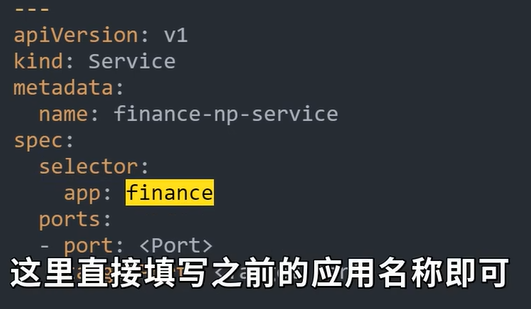 ---
apiVersion: v1
kind: Service
metadata:
  name: finance-np-service
spec:
  selector:
    app: finance
  ports:
  - port: <Port>
这里直接填写之前的应用名称即可